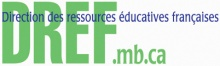 Direction des ressources éducatives françaises
DREF.mb.ca